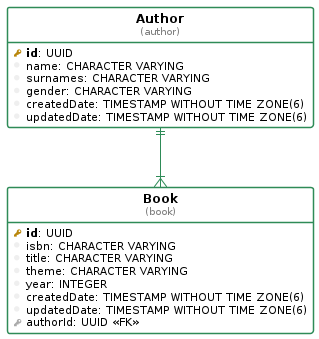 Author
(author)
id: UUID
name: CHARACTER VARYING
surnames: CHARACTER VARYING
gender: CHARACTER VARYING
createdDate: TIMESTAMP WITHOUT TIME ZONE(6)
updatedDate: TIMESTAMP WITHOUT TIME ZONE(6)
Book
(book)
id: UUID
isbn: CHARACTER VARYING
title: CHARACTER VARYING
theme: CHARACTER VARYING
year: INTEGER
createdDate: TIMESTAMP WITHOUT TIME ZONE(6)
updatedDate: TIMESTAMP WITHOUT TIME ZONE(6)
authorId: UUID «FK»